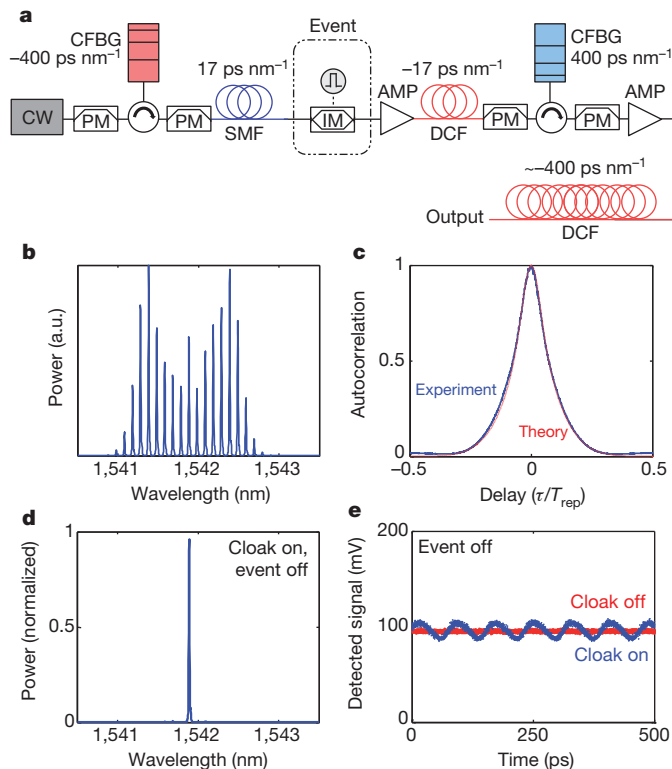 a
CFBG
–400 ps nm⁻¹
17 ps nm⁻¹
Event
AMP
–17 ps nm⁻¹
CFBG
400 ps nm⁻¹
AMP
CW
PM
PM
SMF
IM
DCF
PM
PM
~–400 ps nm⁻¹
Output
DCF
b
Power (a.u.)
1,541
1,542
1,543
Wavelength (nm)
c
Autocorrelation
1
0.5
0
Experiment
Theory
–0.5
0
0.5
Delay (τ/Trep)
d
Power (normalized)
1
0.5
0
Cloak on,
event off
1,541
1,542
1,543
Wavelength (nm)
e
Detected signal (mV)
200
100
0
Event off
Cloak off
Cloak on
0
250
500
Time (ps)